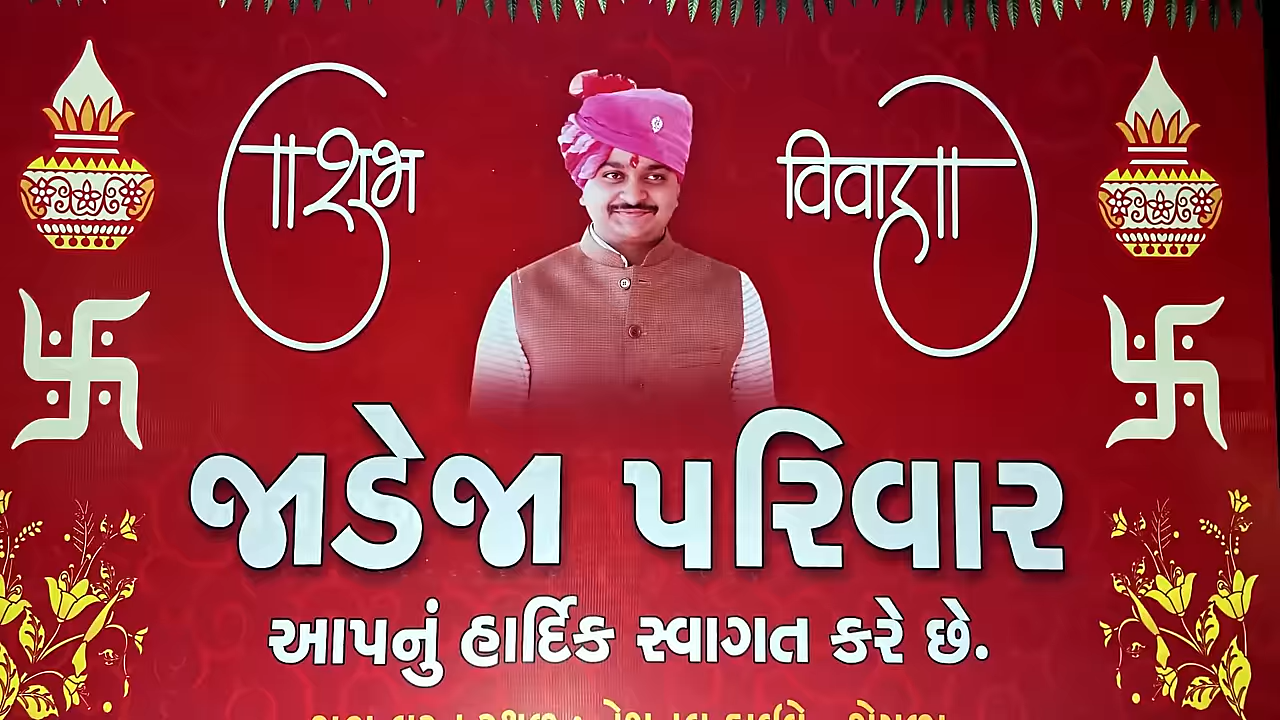 ॥शुभ
विवाह॥
જાડેજા પરિવાર
આપનું હાર્દિક સ્વાગત કરે છે.